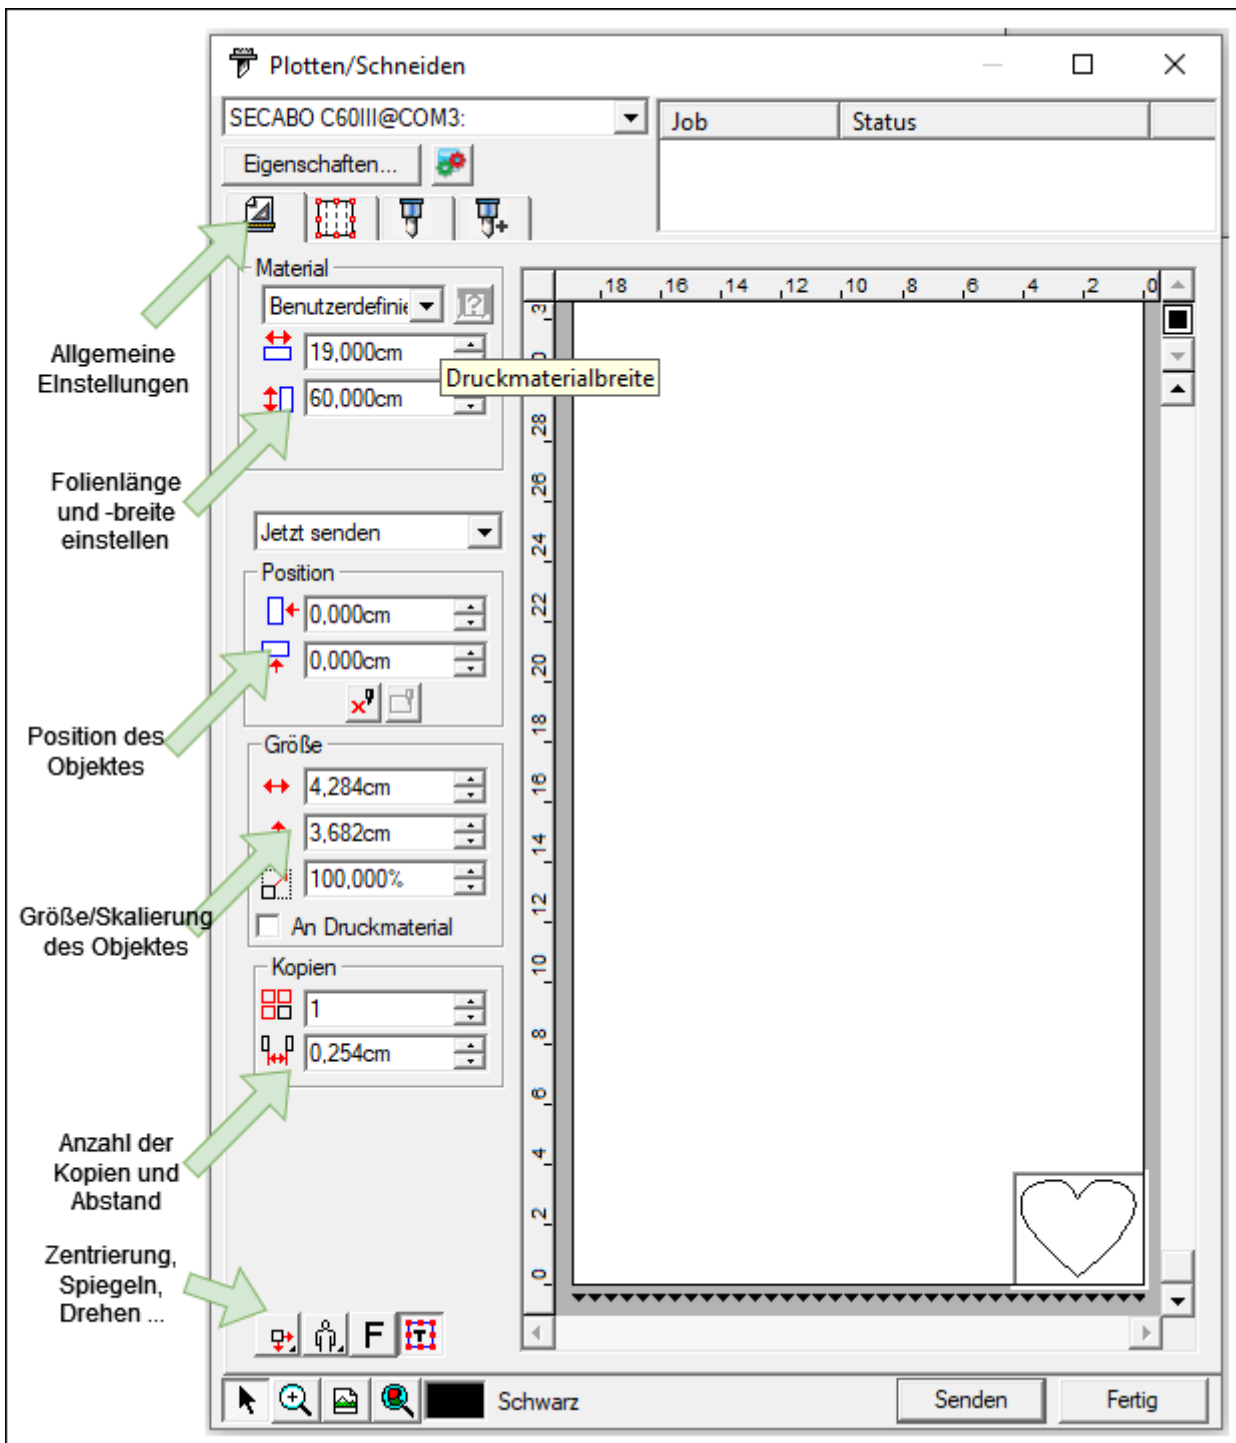 Plotten/Schneiden
SECABO C60III@COM3:
Job Status
Eigenschaften...
Material
Benutzerdefinie
19,000cm
Druckmaterialbreite
60,000cm
Jetzt senden
Position
0,000cm
0,000cm
Größe
4,284cm
3,682cm
100,000%
An Druckmaterial
Kopien
1
0,254cm
Allgemeine
EInstellungen
Folienlänge
und -breite
einstellen
Position des
Objektes
Größe/Skalierung
des Objektes
Anzahl der
Kopien und
Abstand
Zentrierung,
Spiegeln,
Drehen ...
18 16 14 12 10 8 6 4 2 0
28
26
24
22
20
18
16
14
12
10
8
6
4
2
0
F
T
Schwarz
Senden
Fertig